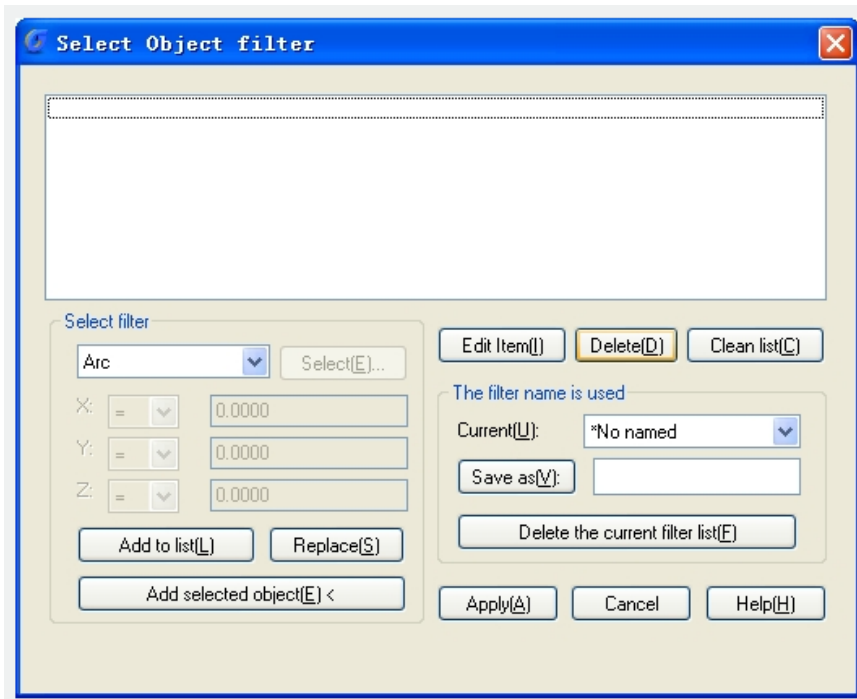 Select Object filter
Select filter
Arc
Select(E)...
X:
=
0.0000
Y:
=
0.0000
Z:
=
0.0000
Add to list(L)
Replace(S)
Add selected object(E) <
Edit Item(I)
Delete(D)
Clean list(C)
The filter name is used
Current(U):
*No named
Save as(V):
Delete the current filter list(F)
Apply(A)
Cancel
Help(H)